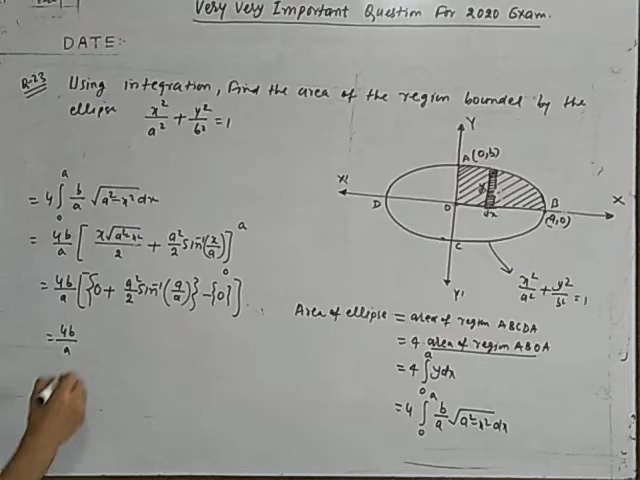 Very Very Important Question For 2020 Exam.
DATE:-
Q.23 Using integration, Find the area of the region bounded by the
ellipse x²/a² + y²/b² = 1
Y
A(0,b)
X'
X
D
O
y
dx
B
(a,0)
C
Y'
x²/a² + y²/b² = 1
Area of ellipse = area of region ABCDA
= 4 area of region ABOA
= 4 ∫₀ᵃ ydx
= 4 ∫₀ᵃ b/a √(a²-x²) dx
= 4 ∫₀ᵃ b/a √(a²-x²) dx
= 4b/a [ x√(a²-x²)/2 + a²/2 sin⁻¹(x/a) ]₀ᵃ
= 4b/a [ {0 + a²/2 sin⁻¹(a/a)} - {0} ]
= 4b/a